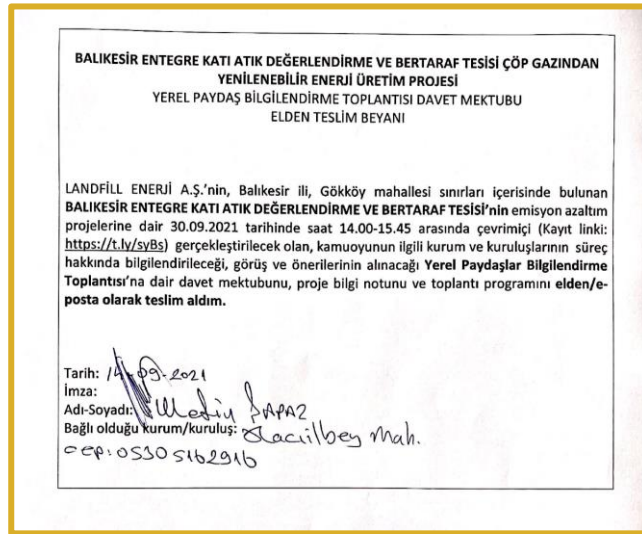 BALIKESİR ENTEGRE KATI ATIK DEĞERLENDİRME VE BERTARAF TESİSİ ÇÖP GAZINDAN
YENİLENEBİLİR ENERJİ ÜRETİM PROJESİ
YEREL PAYDAŞ BİLGİLENDİRME TOPLANTISI DAVET MEKTUBU
ELDEN TESLİM BEYANI
LANDFILL ENERJİ A.Ş.'nin, Balıkesir ili, Gökköy mahallesi sınırları içerisinde bulunan
BALIKESİR ENTEGRE KATI ATIK DEĞERLENDİRME VE BERTARAF TESİSİ'nin emisyon azaltım
projelerine dair 30.09.2021 tarihinde saat 14.00-15.45 arasında çevrimiçi (Kayıt linki:
https://t.ly/syBs) gerçekleştirilecek olan, kamuoyunun ilgili kurum ve kuruluşlarının süreç
hakkında bilgilendirileceği, görüş ve önerilerinin alınacağı Yerel Paydaşlar Bilgilendirme
Toplantısı'na dair davet mektubunu, proje bilgi notunu ve toplantı programını elden/e-
posta olarak teslim aldım.
Tarih: 14-09-2021
İmza:
Adı-Soyadı: Metin ŞAPAZ
Bağlı olduğu kurum/kuruluş: Hacıilbey Mah.
cep: 0530 5162916